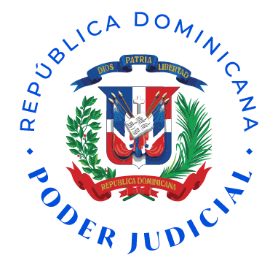 REPÚBLICA DOMINICANA
DIOS PATRIA LIBERTAD
REPÚBLICA DOMINICANA
• PODER JUDICIAL •